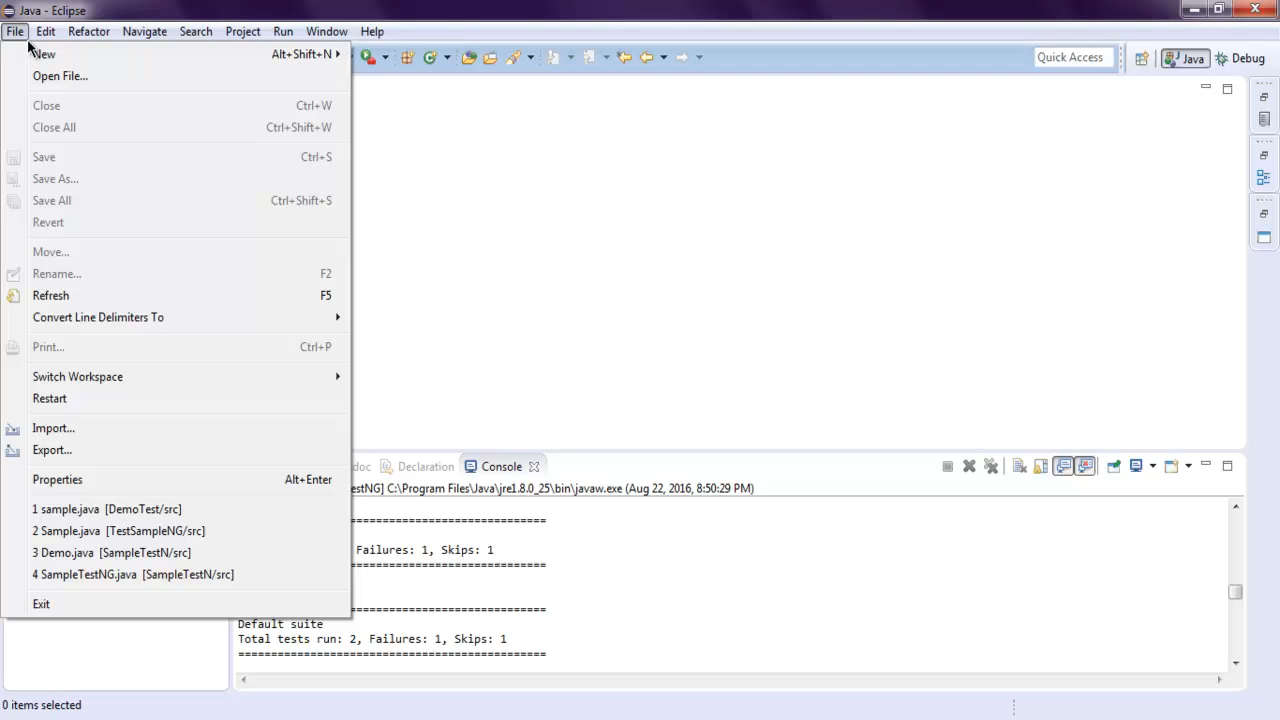 Java - Eclipse
File Edit Refactor Navigate Search Project Run Window Help
New Alt+Shift+N
Open File...
Quick Access Java Debug
Close Ctrl+W
Close All Ctrl+Shift+W
Save Ctrl+S
Save As...
Save All Ctrl+Shift+S
Revert
Move...
Rename... F2
Refresh F5
Convert Line Delimiters To
Print... Ctrl+P
Switch Workspace
Restart
Import...
Export...
Properties Alt+Enter
1 sample.java [DemoTest/src]
2 Sample.java [TestSampleNG/src]
3 Demo.java [SampleTestN/src]
4 SampleTestNG.java [SampleTestN/src]
Exit
doc Declaration Console
estNG] C:\Program Files\Java\jre1.8.0_25\bin\javaw.exe (Aug 22, 2016, 8:50:29 PM)
==============================
Failures: 1, Skips: 1
==============================
==============================
Default suite
Total tests run: 2, Failures: 1, Skips: 1
===============================================
0 items selected